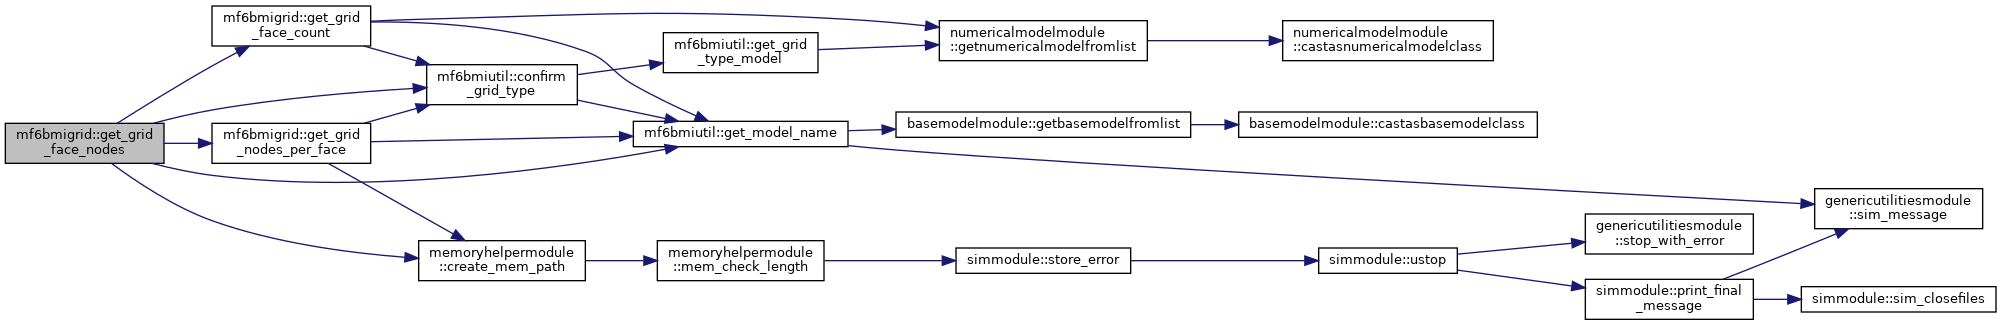 mf6bmigrid::get_grid
_face_nodes
mf6bmigrid::get_grid
_face_count
mf6bmigrid::get_grid
_nodes_per_face
mf6bmiutil::confirm
_grid_type
memoryhelpermodule
::create_mem_path
mf6bmiutil::get_grid
_type_model
mf6bmiutil::get_model_name
memoryhelpermodule
::mem_check_length
numericalmodelmodule
::getnumericalmodelfromlist
basemodelmodule::getbasemodelfromlist
simmodule::store_error
numericalmodelmodule
::castasnumericalmodelclass
basemodelmodule::castasbasemodelclass
simmodule::ustop
genericutilitiesmodule
::stop_with_error
simmodule::print_final
_message
genericutilitiesmodule
::sim_message
simmodule::sim_closefiles